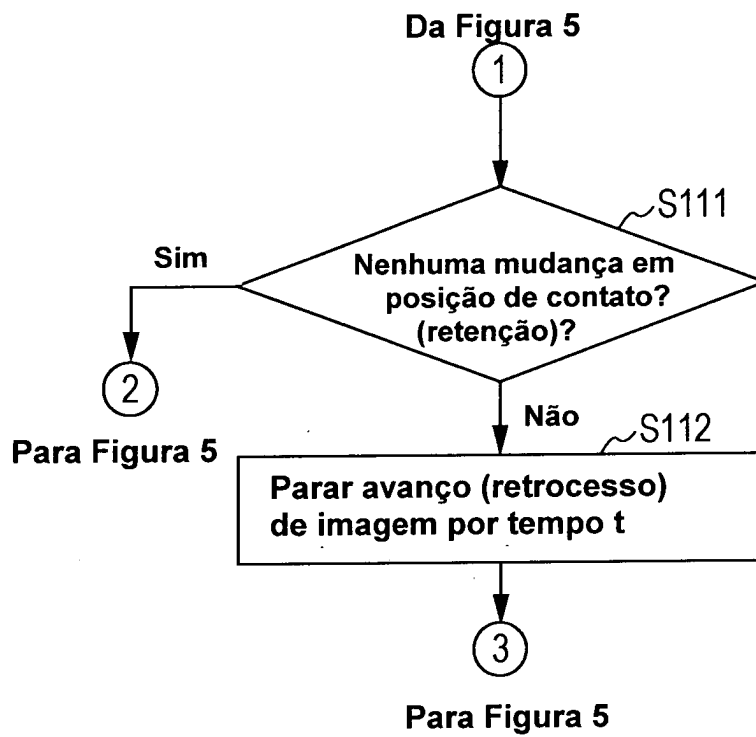 Da Figura 5
1
S111
Sim
Nenhuma mudança em
posição de contato?
(retenção)?
2
Não
Para Figura 5
S112
Parar avanço (retrocesso)
de imagem por tempo t
3
Para Figura 5